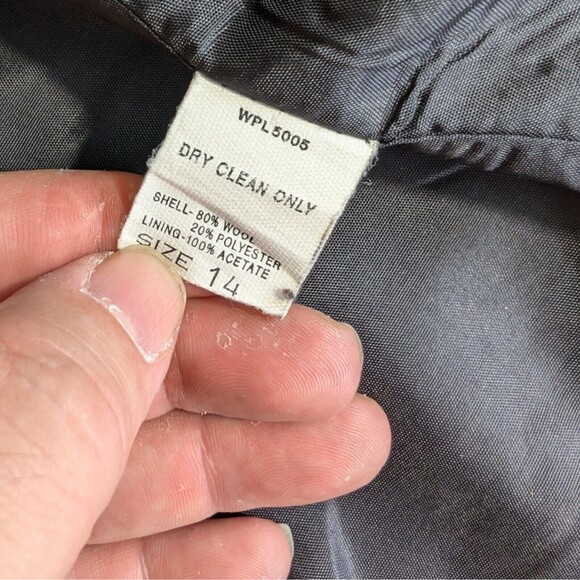 WPL5005
DRY CLEAN ONLY
SHELL-80% WOOL
20% POLYESTER
LINING-100% ACETATE
SIZE 14